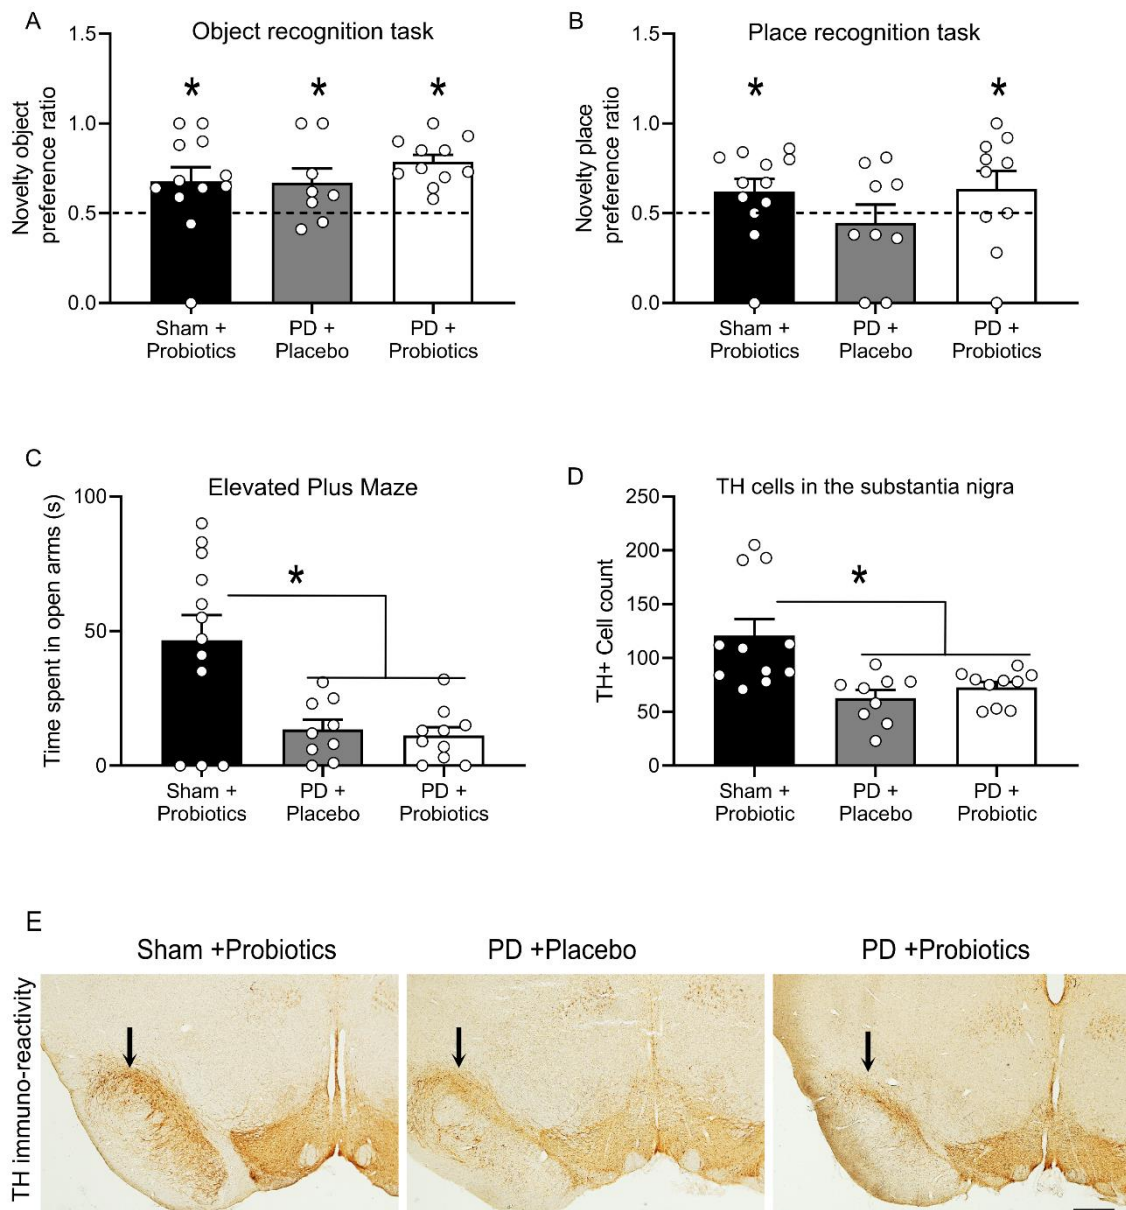 A
Object recognition task
Novelty object
preference ratio
1.5
1.0
0.5
0.0
*
*
*
Sham +
Probiotics
PD +
Placebo
PD +
Probiotics
B
Place recognition task
Novelty place
preference ratio
1.5
1.0
0.5
0.0
*
*
Sham +
Probiotics
PD +
Placebo
PD +
Probiotics
C
Elevated Plus Maze
Time spent in open arms (s)
100
50
0
*
Sham +
Probiotics
PD +
Placebo
PD +
Probiotics
D
TH cells in the substantia nigra
TH+ Cell count
250
200
150
100
50
0
*
Sham +
Probiotic
PD +
Placebo
PD +
Probiotic
E
Sham +Probiotics
PD +Placebo
PD +Probiotics
TH immuno-reactivity